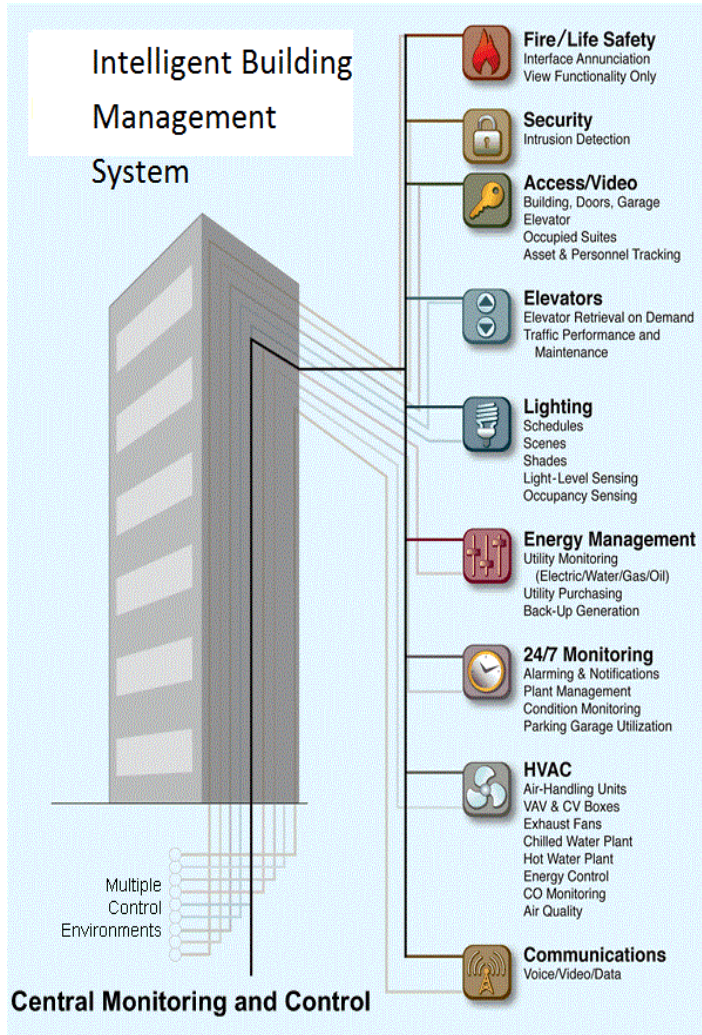 Intelligent Building
Management
System
Fire/Life Safety
Interface Annunciation
View Functionality Only
Security
Intrusion Detection
Access/Video
Building, Doors, Garage
Elevator
Occupied Suites
Asset & Personnel Tracking
Elevators
Elevator Retrieval on Demand
Traffic Performance and
Maintenance
Lighting
Schedules
Scenes
Shades
Light-Level Sensing
Occupancy Sensing
Energy Management
Utility Monitoring
(Electric/Water/Gas/Oil)
Utility Purchasing
Back-Up Generation
24/7 Monitoring
Alarming & Notifications
Plant Management
Condition Monitoring
Parking Garage Utilization
HVAC
Air-Handling Units
VAV & CV Boxes
Exhaust Fans
Chilled Water Plant
Hot Water Plant
Energy Control
CO Monitoring
Air Quality
Communications
Voice/Video/Data
Multiple
Control
Environments
Central Monitoring and Control